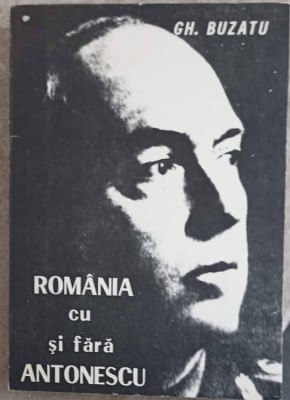 GH. BUZATU
ROMÂNIA
cu
și fără
ANTONESCU